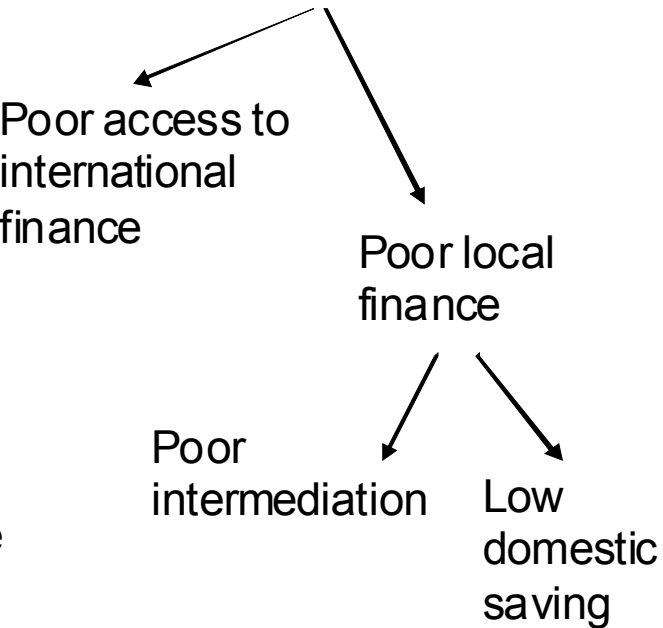 Poor access to
international
finance
Poor local
finance
Poor
intermediation
Low
domestic
saving